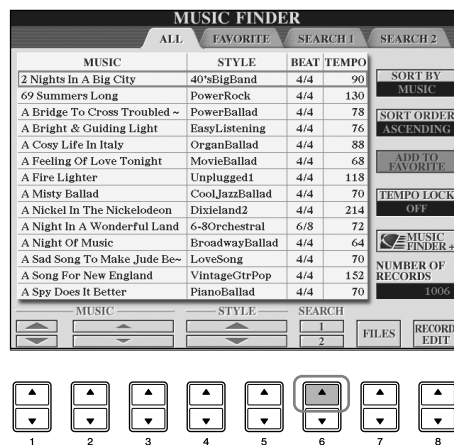 MUSIC FINDER
ALL FAVORITE SEARCH 1 SEARCH 2
MUSIC STYLE BEAT TEMPO
2 Nights In A Big City 40'sBigBand 4/4 90
69 Summers Long PowerRock 4/4 130
A Bridge To Cross Troubled ~ PowerBallad 4/4 78
A Bright & Guiding Light EasyListening 4/4 76
A Cosy Life In Italy OrganBallad 4/4 88
A Feeling Of Love Tonight MovieBallad 4/4 68
A Fire Lighter Unplugged1 4/4 118
A Misty Ballad CoolJazzBallad 4/4 70
A Nickel In The Nickelodeon Dixieland2 4/4 214
A Night In A Wonderful Land 6-8Orchestral 6/8 72
A Night Of Music BroadwayBallad 4/4 64
A Sad Song To Make Jude Be~ LoveSong 4/4 70
A Song For New England VintageGtrPop 4/4 152
A Spy Does It Better PianoBallad 4/4 70
SORT BY
MUSIC
SORT ORDER
ASCENDING
ADD TO
FAVORITE
TEMPO LOCK
OFF
MUSIC
FINDER +
NUMBER OF
RECORDS
1006
MUSIC STYLE SEARCH
1
2
FILES
RECORD
EDIT
1 2 3 4 5 6 7 8